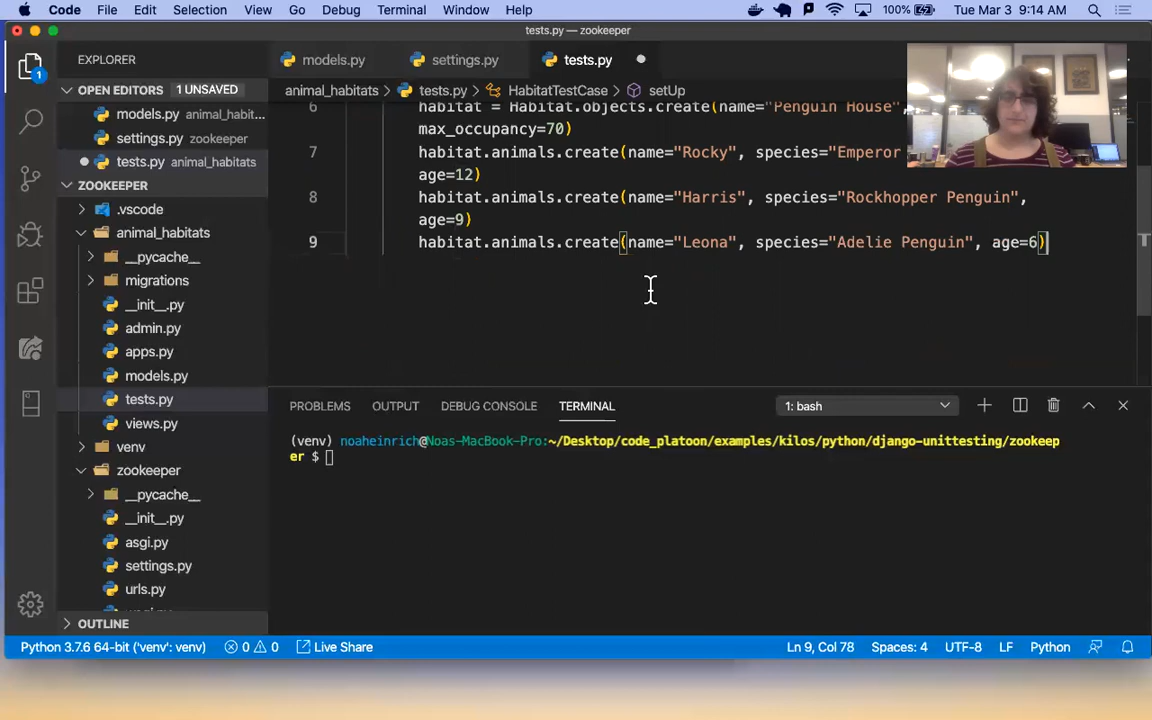 Code File Edit Selection View Go Debug Terminal Window Help 100% Tue Mar 3 9:14 AM
tests.py — zookeeper
EXPLORER models.py settings.py tests.py
OPEN EDITORS 1 UNSAVED animal_habitats tests.py HabitatTestCase setUp
1
models.py animal_habit...
settings.py zookeeper
tests.py animal_habitats
ZOOKEEPER
.vscode
animal_habitats
__pycache__
migrations
__init__.py
admin.py
apps.py
models.py
tests.py
views.py
venv
zookeeper
__pycache__
__init__.py
asgi.py
settings.py
urls.py
OUTLINE
6 habitat = Habitat.objects.create(name="Penguin House",
max_occupancy=70)
7 habitat.animals.create(name="Rocky", species="Emperor
age=12)
8 habitat.animals.create(name="Harris", species="Rockhopper Penguin",
age=9)
9 habitat.animals.create(name="Leona", species="Adelie Penguin", age=6)
PROBLEMS OUTPUT DEBUG CONSOLE TERMINAL 1: bash
(venv) noaheinrich@Noas-MacBook-Pro:~/Desktop/code_platoon/examples/kilos/python/django-unittesting/zookeep
er $
Python 3.7.6 64-bit ('venv': venv) 0 0 Live Share Ln 9, Col 78 Spaces: 4 UTF-8 LF Python